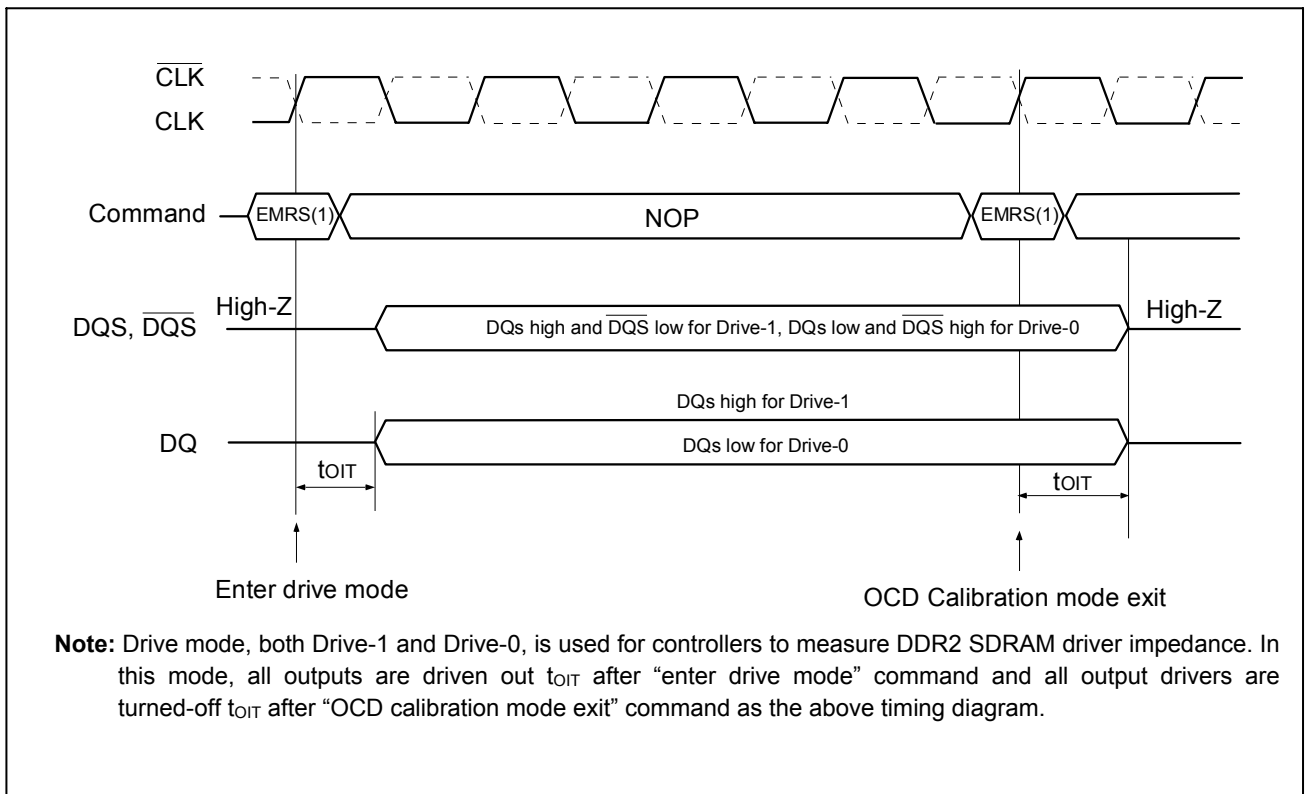 CLK
CLK
Command
EMRS(1)
NOP
EMRS(1)
High-Z
High-Z
DQS, DQS
DQs high and DQS low for Drive-1, DQs low and DQS high for Drive-0
DQs high for Drive-1
DQ
DQs low for Drive-0
tOIT
tOIT
Enter drive mode
OCD Calibration mode exit
Note: Drive mode, both Drive-1 and Drive-0, is used for controllers to measure DDR2 SDRAM driver impedance. In
this mode, all outputs are driven out tOIT after “enter drive mode” command and all output drivers are
turned-off tOIT after “OCD calibration mode exit” command as the above timing diagram.